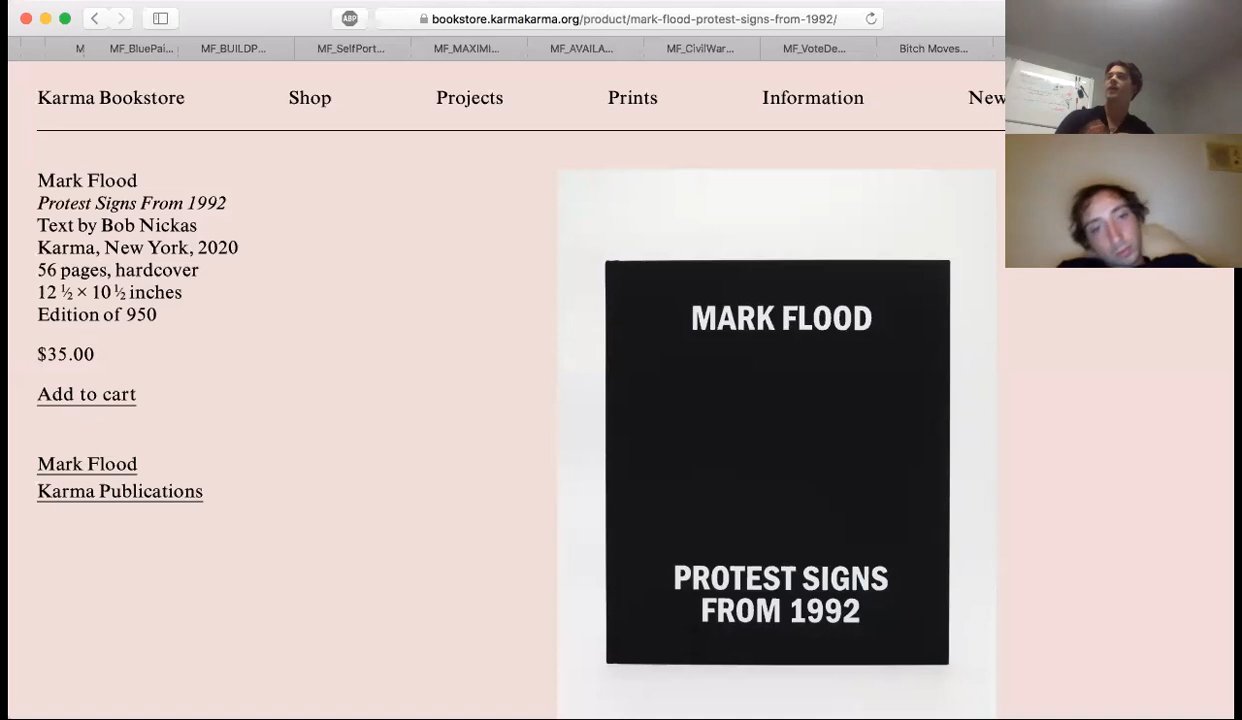 ABP
bookstore.karmakarma.org/product/mark-flood-protest-signs-from-1992/
M
MF_BluePai...
MF_BUILDP...
MF_SelfPort...
MF_MAXIMI...
MF_AVAILA...
MF_CivilWar...
MF_VoteDe...
Bitch Moves...
Karma Bookstore
Shop
Projects
Prints
Information
New
Mark Flood
Protest Signs From 1992
Text by Bob Nickas
Karma, New York, 2020
56 pages, hardcover
12 ½ × 10 ½ inches
Edition of 950
$35.00
Add to cart
Mark Flood
Karma Publications
MARK FLOOD
PROTEST SIGNS
FROM 1992